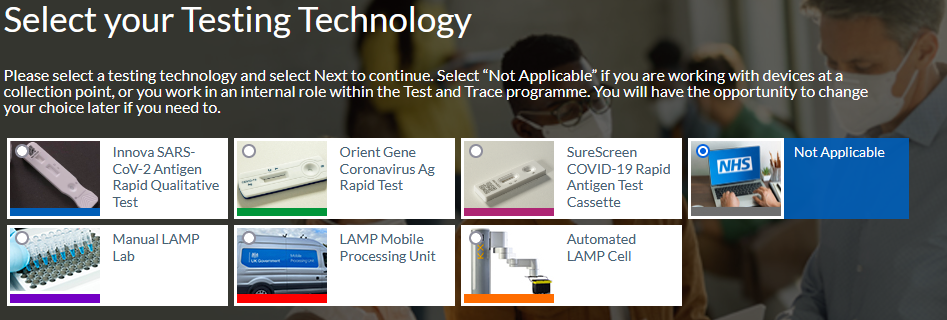 Select your Testing Technology
Please select a testing technology and select Next to continue. Select “Not Applicable” if you are working with devices at a
collection point, or you work in an internal role within the Test and Trace programme. You will have the opportunity to change
your choice later if you need to.
Innova SARS-
CoV-2 Antigen
Rapid Qualitative
Test
Orient Gene
Coronavirus Ag
Rapid Test
SureScreen
COVID-19 Rapid
Antigen Test
Cassette
NHS
Not Applicable
Manual LAMP
Lab
UK Government
Mobile
Processing Unit
LAMP Mobile
Processing Unit
Automated
LAMP Cell